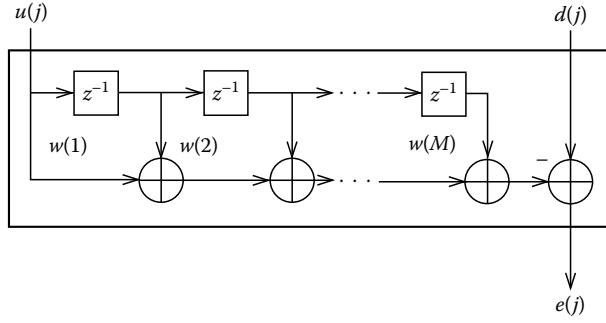 u(j) d(j)
z⁻¹ z⁻¹ · · · z⁻¹
w(1) w(2) w(M)
· · · −
e(j)